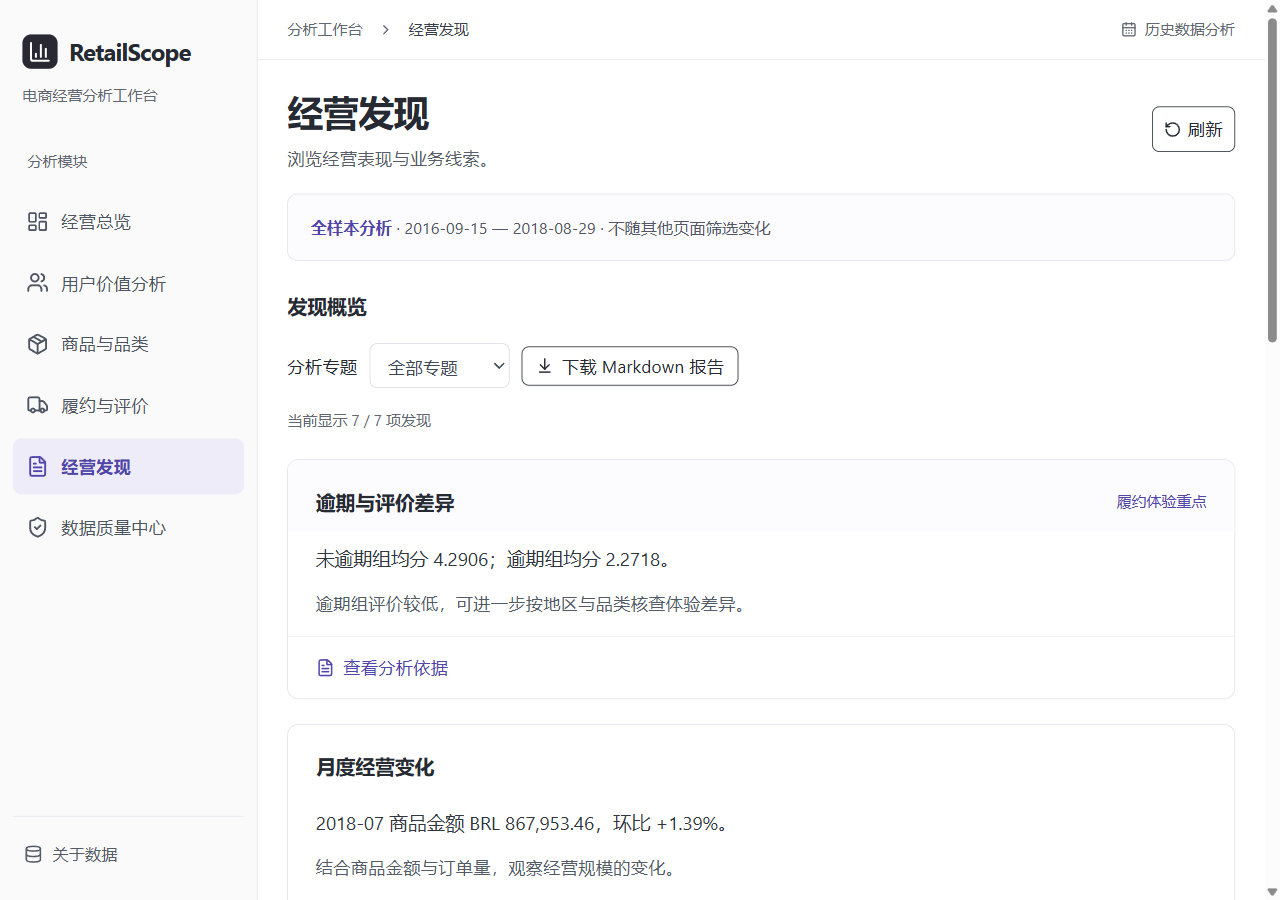 RetailScope
电商经营分析工作台
分析模块
经营总览
用户价值分析
商品与品类
履约与评价
经营发现
数据质量中心
关于数据
分析工作台 > 经营发现
历史数据分析
经营发现
浏览经营表现与业务线索。
刷新
全样本分析 · 2016-09-15 — 2018-08-29 · 不随其他页面筛选变化
发现概览
分析专题 全部专题 下载 Markdown 报告
当前显示 7 / 7 项发现
逾期与评价差异 履约体验重点
未逾期组均分 4.2906；逾期组均分 2.2718。
逾期组评价较低，可进一步按地区与品类核查体验差异。
查看分析依据
月度经营变化
2018-07 商品金额 BRL 867,953.46，环比 +1.39%。
结合商品金额与订单量，观察经营规模的变化。